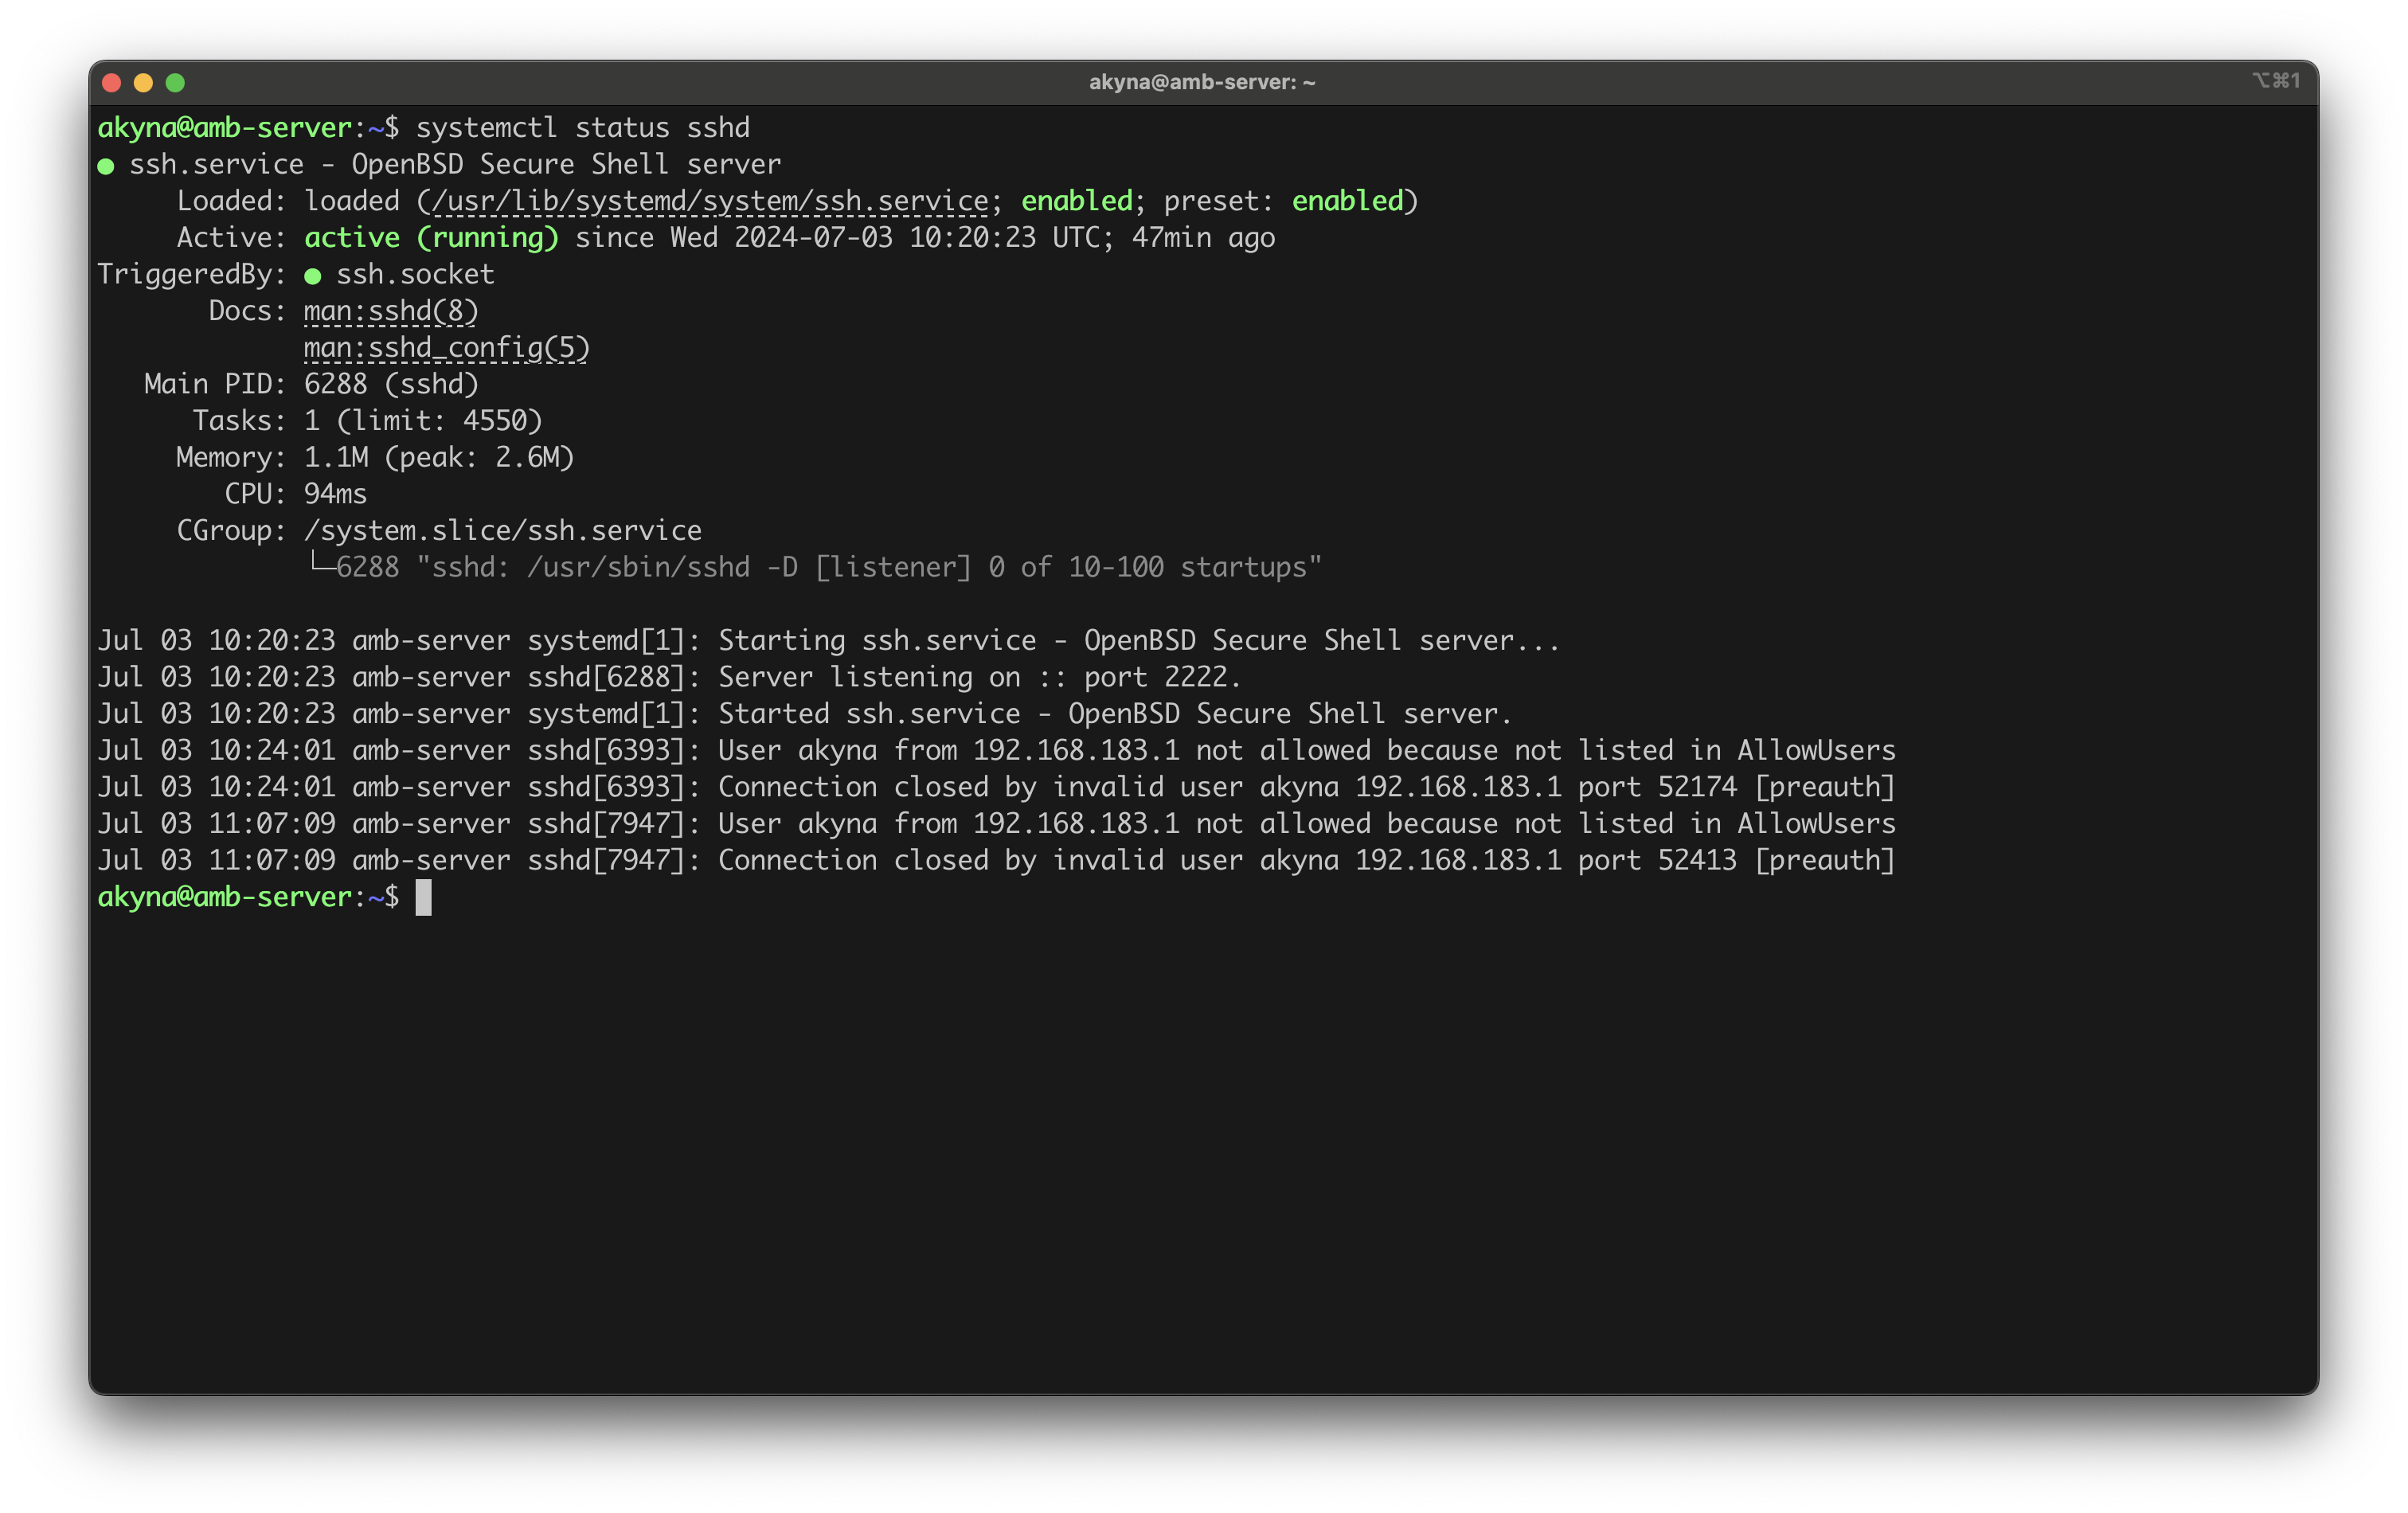 akyna@amb-server: ~
⌥⌘1
akyna@amb-server:~$ systemctl status sshd
● ssh.service - OpenBSD Secure Shell server
     Loaded: loaded (/usr/lib/systemd/system/ssh.service; enabled; preset: enabled)
     Active: active (running) since Wed 2024-07-03 10:20:23 UTC; 47min ago
TriggeredBy: ● ssh.socket
       Docs: man:sshd(8)
             man:sshd_config(5)
   Main PID: 6288 (sshd)
      Tasks: 1 (limit: 4550)
     Memory: 1.1M (peak: 2.6M)
        CPU: 94ms
     CGroup: /system.slice/ssh.service
             └─6288 "sshd: /usr/sbin/sshd -D [listener] 0 of 10-100 startups"
Jul 03 10:20:23 amb-server systemd[1]: Starting ssh.service - OpenBSD Secure Shell server...
Jul 03 10:20:23 amb-server sshd[6288]: Server listening on :: port 2222.
Jul 03 10:20:23 amb-server systemd[1]: Started ssh.service - OpenBSD Secure Shell server.
Jul 03 10:24:01 amb-server sshd[6393]: User akyna from 192.168.183.1 not allowed because not listed in AllowUsers
Jul 03 10:24:01 amb-server sshd[6393]: Connection closed by invalid user akyna 192.168.183.1 port 52174 [preauth]
Jul 03 11:07:09 amb-server sshd[7947]: User akyna from 192.168.183.1 not allowed because not listed in AllowUsers
Jul 03 11:07:09 amb-server sshd[7947]: Connection closed by invalid user akyna 192.168.183.1 port 52413 [preauth]
akyna@amb-server:~$